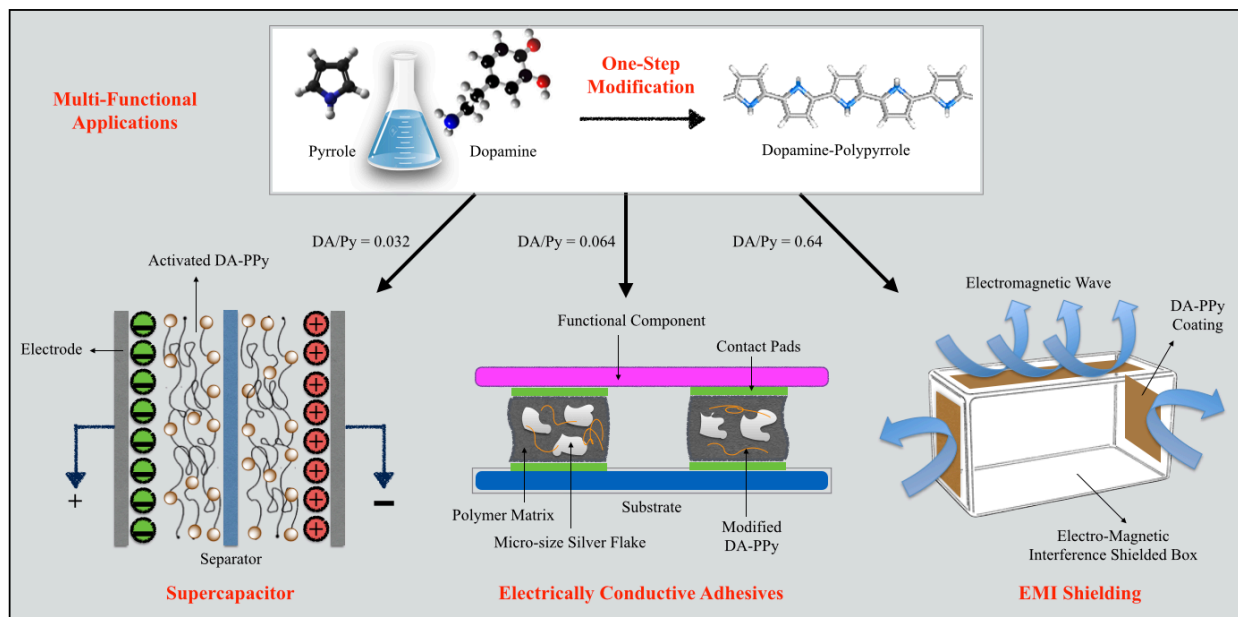 Multi-Functional
Applications
Pyrrole
Dopamine
One-Step
Modification
Dopamine-Polypyrrole
DA/Py = 0.032
DA/Py = 0.064
DA/Py = 0.64
Activated DA-PPy
Electrode
+
−
Separator
Supercapacitor
Functional Component
Contact Pads
Polymer Matrix
Substrate
Micro-size Silver Flake
Modified
DA-PPy
Electrically Conductive Adhesives
Electromagnetic Wave
DA-PPy
Coating
Electro-Magnetic
Interference Shielded Box
EMI Shielding